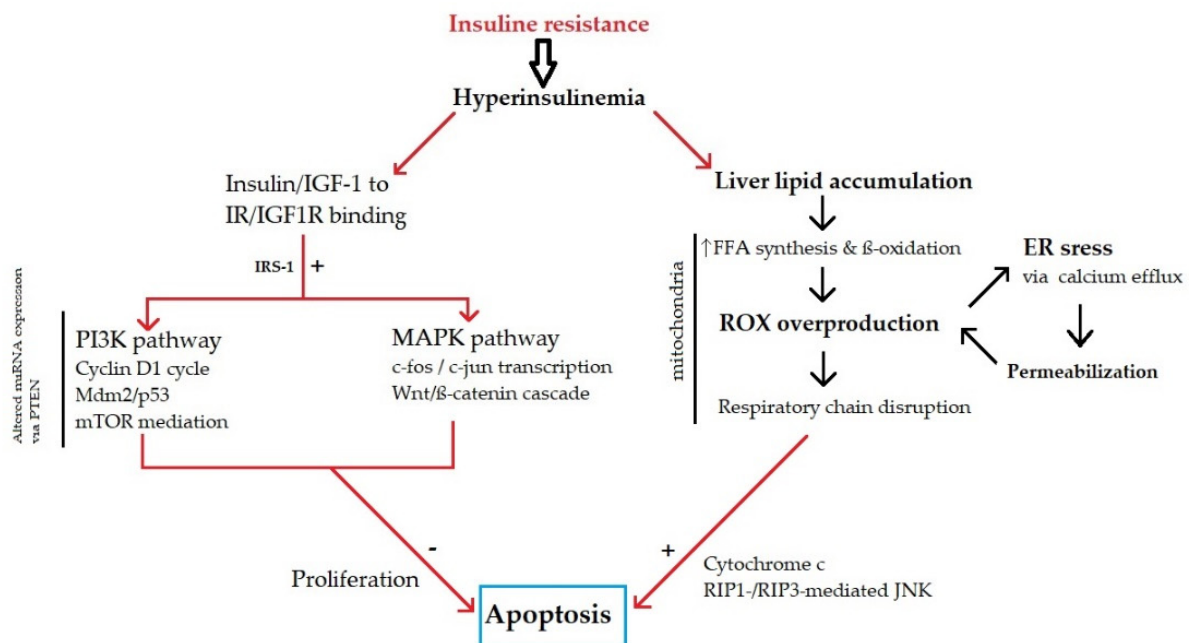 Insuline resistance
Hyperinsulinemia
Insulin/IGF-1 to
IR/IGF1R binding
IRS-1 +
Altered miRNA expression
via PTEN
PI3K pathway
Cyclin D1 cycle
Mdm2/p53
mTOR mediation
MAPK pathway
c-fos / c-jun transcription
Wnt/ß-catenin cascade
Liver lipid accumulation
mitochondria
↑FFA synthesis & ß-oxidation
ROX overproduction
Respiratory chain disruption
ER sress
via calcium efflux
Permeabilization
-
Proliferation
+
Cytochrome c
RIP1-/RIP3-mediated JNK
Apoptosis